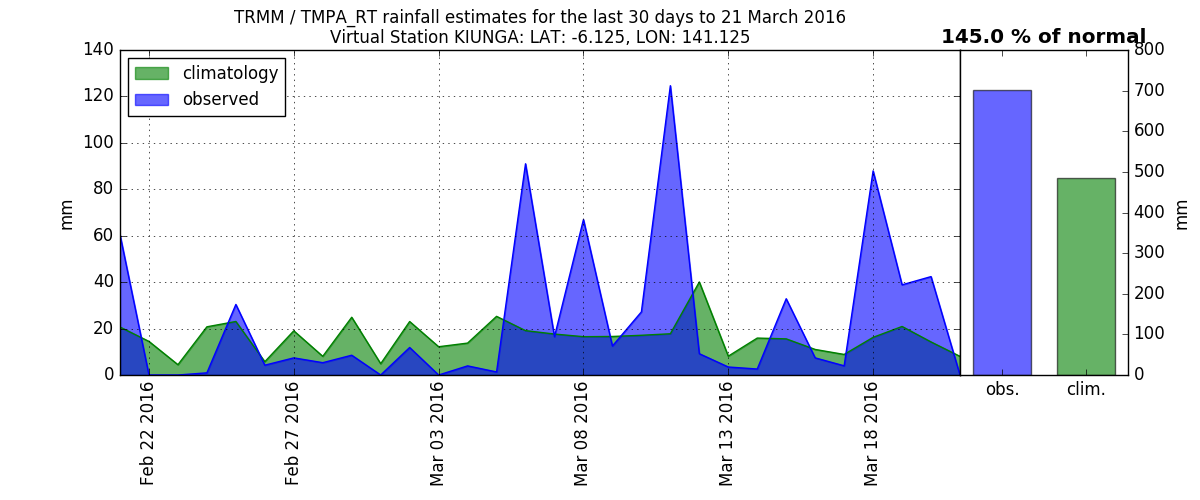 TRMM / TMPA_RT rainfall estimates for the last 30 days to 21 March 2016
Virtual Station KIUNGA: LAT: -6.125, LON: 141.125
145.0 % of normal
climatology
observed
140
120
100
80
60
40
20
0
mm
Feb 22 2016
Feb 27 2016
Mar 03 2016
Mar 08 2016
Mar 13 2016
Mar 18 2016
800
700
600
500
400
300
200
100
0
mm
obs.
clim.